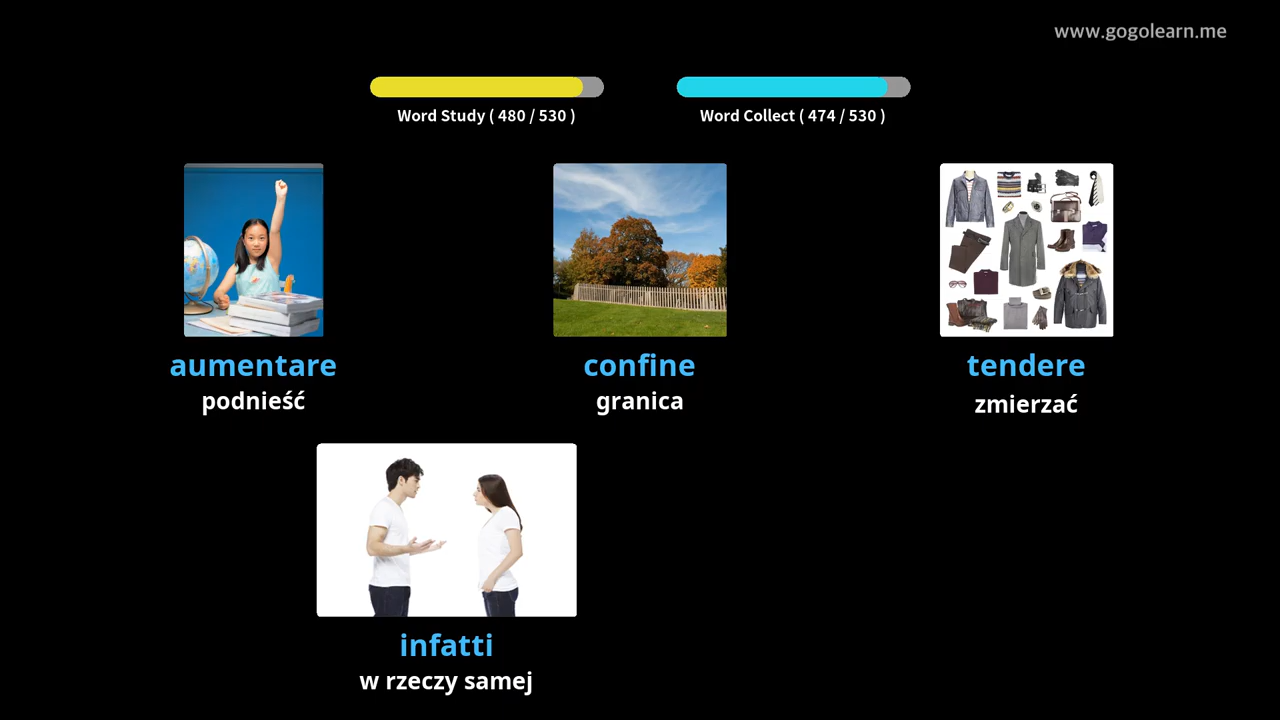 www.gogolearn.me
Word Study ( 480 / 530 )
Word Collect ( 474 / 530 )
aumentare
podnieść
confine
granica
tendere
zmierzać
infatti
w rzeczy samej